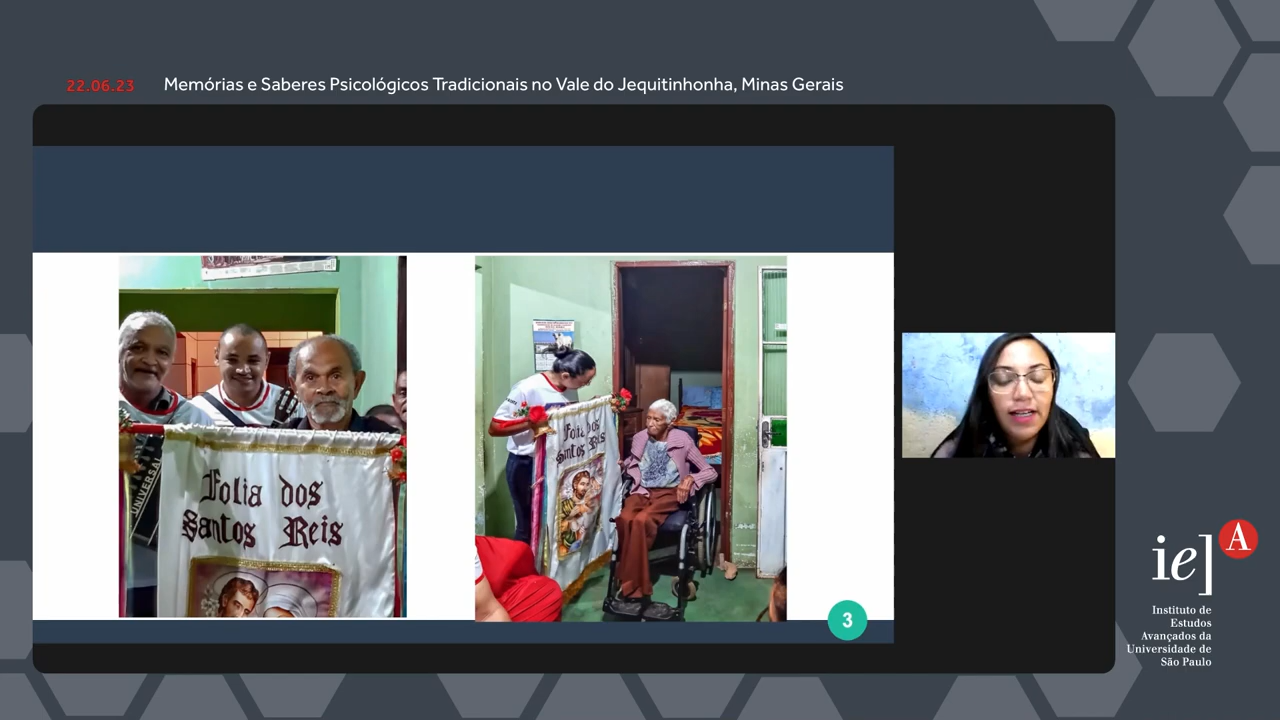 22.06.23 Memórias e Saberes Psicológicos Tradicionais no Vale do Jequitinhonha, Minas Gerais
UNIVERSAL
Folia dos
Santos Reis
Folia dos
Santos Reis
3
ie] A
Instituto de
Estudos
Avançados da
Universidade de
São Paulo